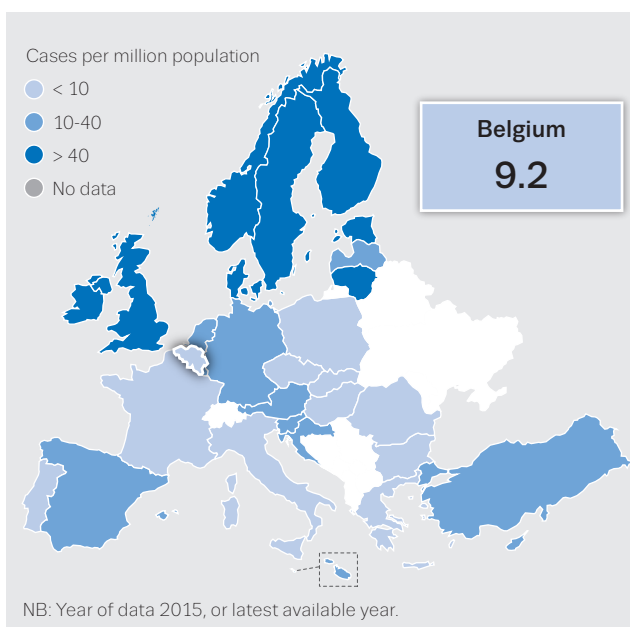 Cases per million population
< 10
10-40
> 40
No data
Belgium
9.2
NB: Year of data 2015, or latest available year.